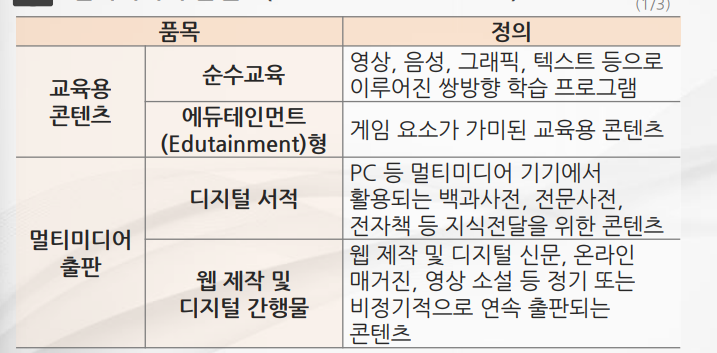 (1/3)
품목 정의
교육용
콘텐츠
순수교육
영상, 음성, 그래픽, 텍스트 등으로
이루어진 쌍방향 학습 프로그램
에듀테인먼트
(Edutainment)형
게임 요소가 가미된 교육용 콘텐츠
멀티미디어
출판
디지털 서적
PC 등 멀티미디어 기기에서
활용되는 백과사전, 전문사전,
전자책 등 지식전달을 위한 콘텐츠
웹 제작 및
디지털 간행물
웹 제작 및 디지털 신문, 온라인
매거진, 영상 소설 등 정기 또는
비정기적으로 연속 출판되는
콘텐츠